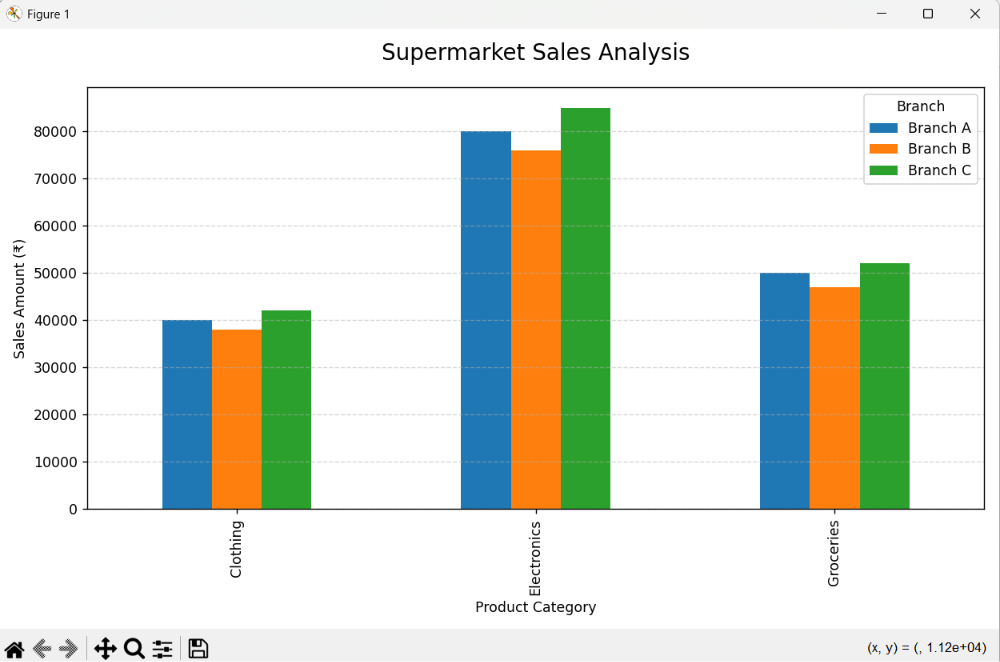 Figure 1
Supermarket Sales Analysis
Branch
Branch A
Branch B
Branch C
80000
70000
60000
50000
40000
30000
20000
10000
0
Sales Amount (₹)
Clothing
Electronics
Groceries
Product Category
(x, y) = (, 1.12e+04)